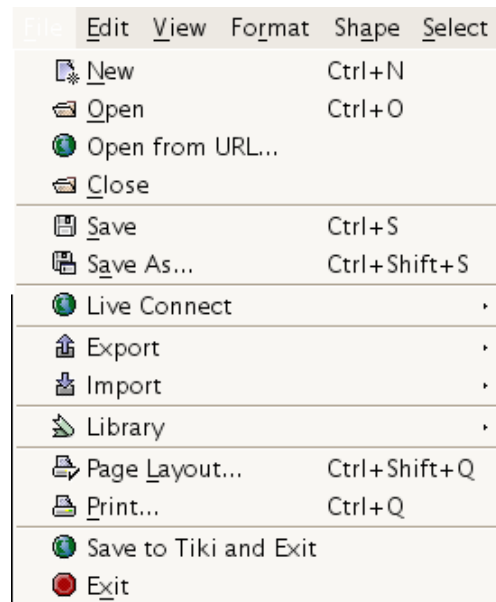 File Edit View Format Shape Select
New Ctrl+N
Open Ctrl+O
Open from URL...
Close
Save Ctrl+S
Save As... Ctrl+Shift+S
Live Connect
Export
Import
Library
Page Layout... Ctrl+Shift+Q
Print... Ctrl+Q
Save to Tiki and Exit
Exit